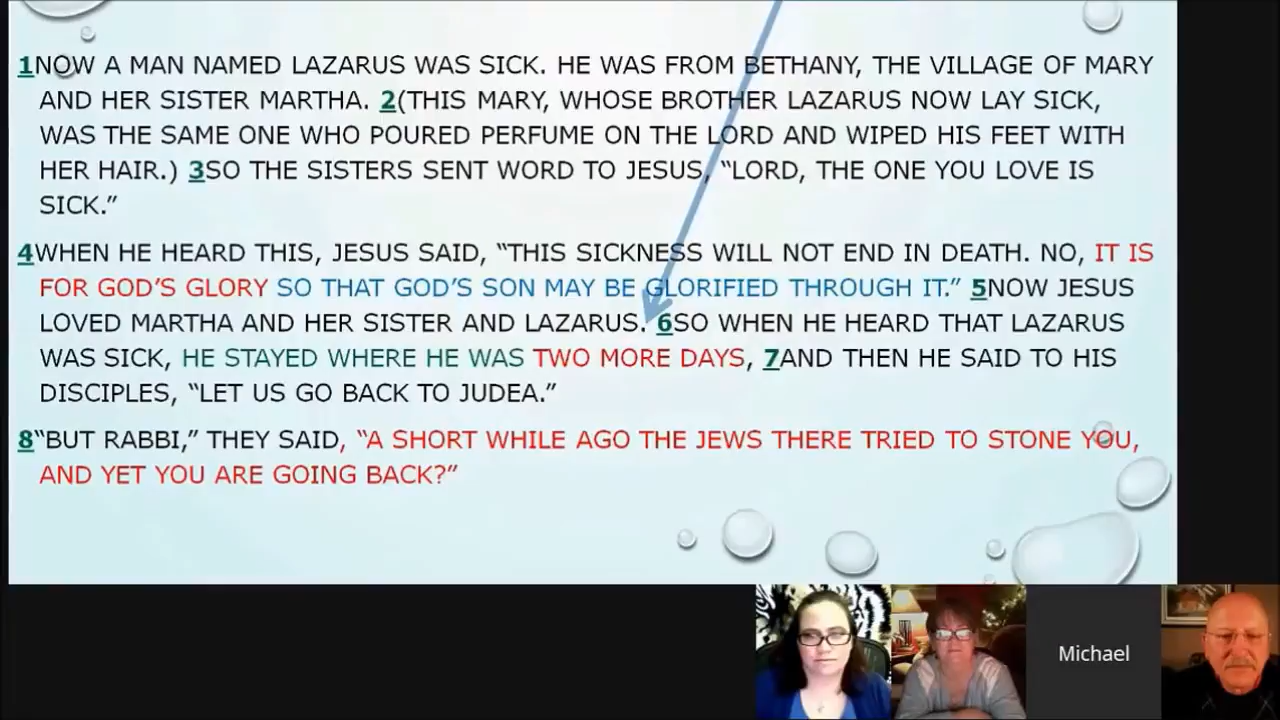 1NOW A MAN NAMED LAZARUS WAS SICK. HE WAS FROM BETHANY, THE VILLAGE OF MARY
AND HER SISTER MARTHA. 2(THIS MARY, WHOSE BROTHER LAZARUS NOW LAY SICK,
WAS THE SAME ONE WHO POURED PERFUME ON THE LORD AND WIPED HIS FEET WITH
HER HAIR.) 3SO THE SISTERS SENT WORD TO JESUS, “LORD, THE ONE YOU LOVE IS
SICK.”
4WHEN HE HEARD THIS, JESUS SAID, “THIS SICKNESS WILL NOT END IN DEATH. NO, IT IS
FOR GOD’S GLORY SO THAT GOD’S SON MAY BE GLORIFIED THROUGH IT.” 5NOW JESUS
LOVED MARTHA AND HER SISTER AND LAZARUS. 6SO WHEN HE HEARD THAT LAZARUS
WAS SICK, HE STAYED WHERE HE WAS TWO MORE DAYS, 7AND THEN HE SAID TO HIS
DISCIPLES, “LET US GO BACK TO JUDEA.”
8“BUT RABBI,” THEY SAID, “A SHORT WHILE AGO THE JEWS THERE TRIED TO STONE YOU,
AND YET YOU ARE GOING BACK?”
Michael